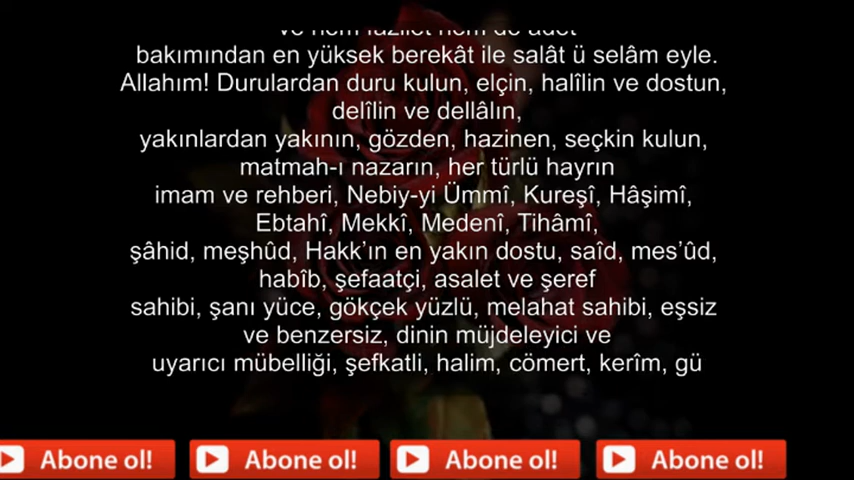 bakımından en yüksek berekât ile salât ü selâm eyle.
Allahım! Durulardan duru kulun, elçin, halîlin ve dostun,
delîlin ve dellâlın,
yakınlardan yakının, gözden, hazinen, seçkin kulun,
matmah-ı nazarın, her türlü hayrın
imam ve rehberi, Nebiy-yi Ümmî, Kureşî, Hâşimî,
Ebtahî, Mekkî, Medenî, Tihâmî,
şâhid, meşhûd, Hakk’ın en yakın dostu, saîd, mes’ûd,
habîb, şefaatçi, asalet ve şeref
sahibi, şanı yüce, gökçek yüzlü, melahat sahibi, eşsiz
ve benzersiz, dinin müjdeleyici ve
uyarıcı mübelliği, şefkatli, halim, cömert, kerîm, gü
Abone ol! Abone ol! Abone ol! Abone ol!